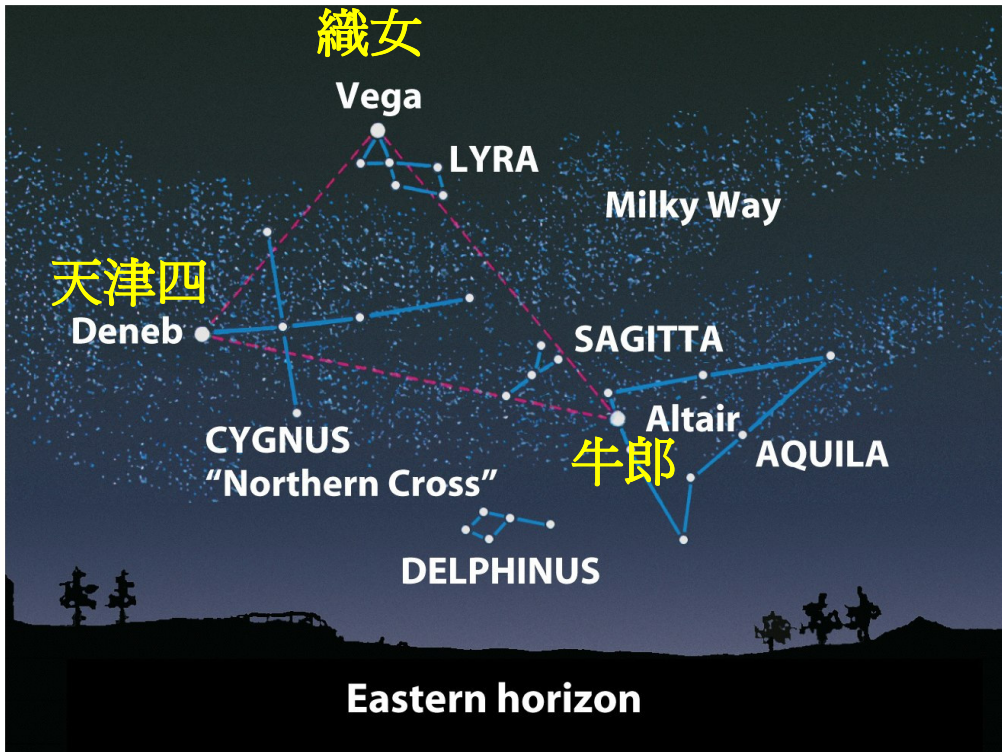 織女
Vega
LYRA
Milky Way
天津四
Deneb
SAGITTA
Altair
牛郎
AQUILA
CYGNUS
“Northern Cross”
DELPHINUS
Eastern horizon